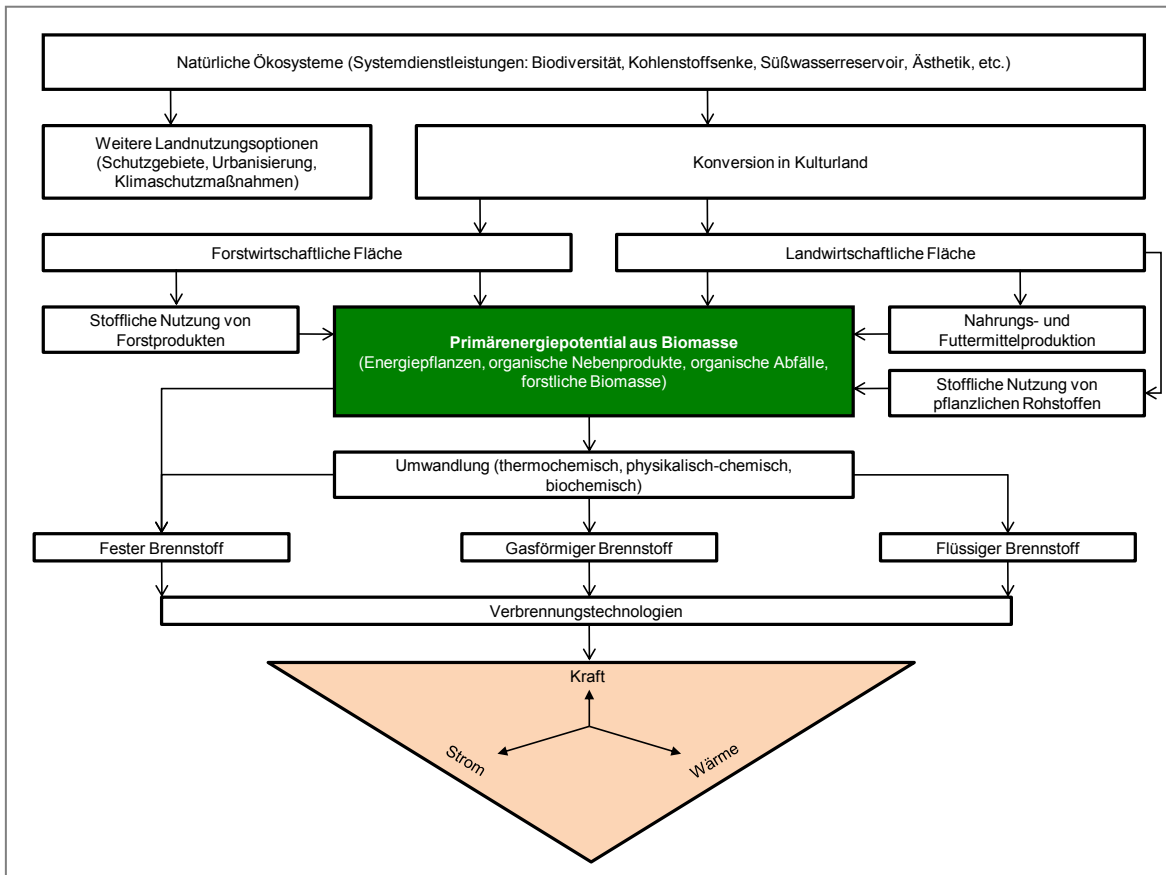 Natürliche Ökosysteme (Systemdienstleistungen: Biodiversität, Kohlenstoffsenke, Süßwasserreservoir, Ästhetik, etc.)
Weitere Landnutzungsoptionen
(Schutzgebiete, Urbanisierung,
Klimaschutzmaßnahmen)
Konversion in Kulturland
Forstwirtschaftliche Fläche
Landwirtschaftliche Fläche
Stoffliche Nutzung von
Forstprodukten
Primärenergiepotential aus Biomasse
(Energiepflanzen, organische Nebenprodukte, organische Abfälle,
forstliche Biomasse)
Nahrungs- und
Futtermittelproduktion
Stoffliche Nutzung von
pflanzlichen Rohstoffen
Umwandlung (thermochemisch, physikalisch-chemisch,
biochemisch)
Fester Brennstoff
Gasförmiger Brennstoff
Flüssiger Brennstoff
Verbrennungstechnologien
Kraft
Strom
Wärme